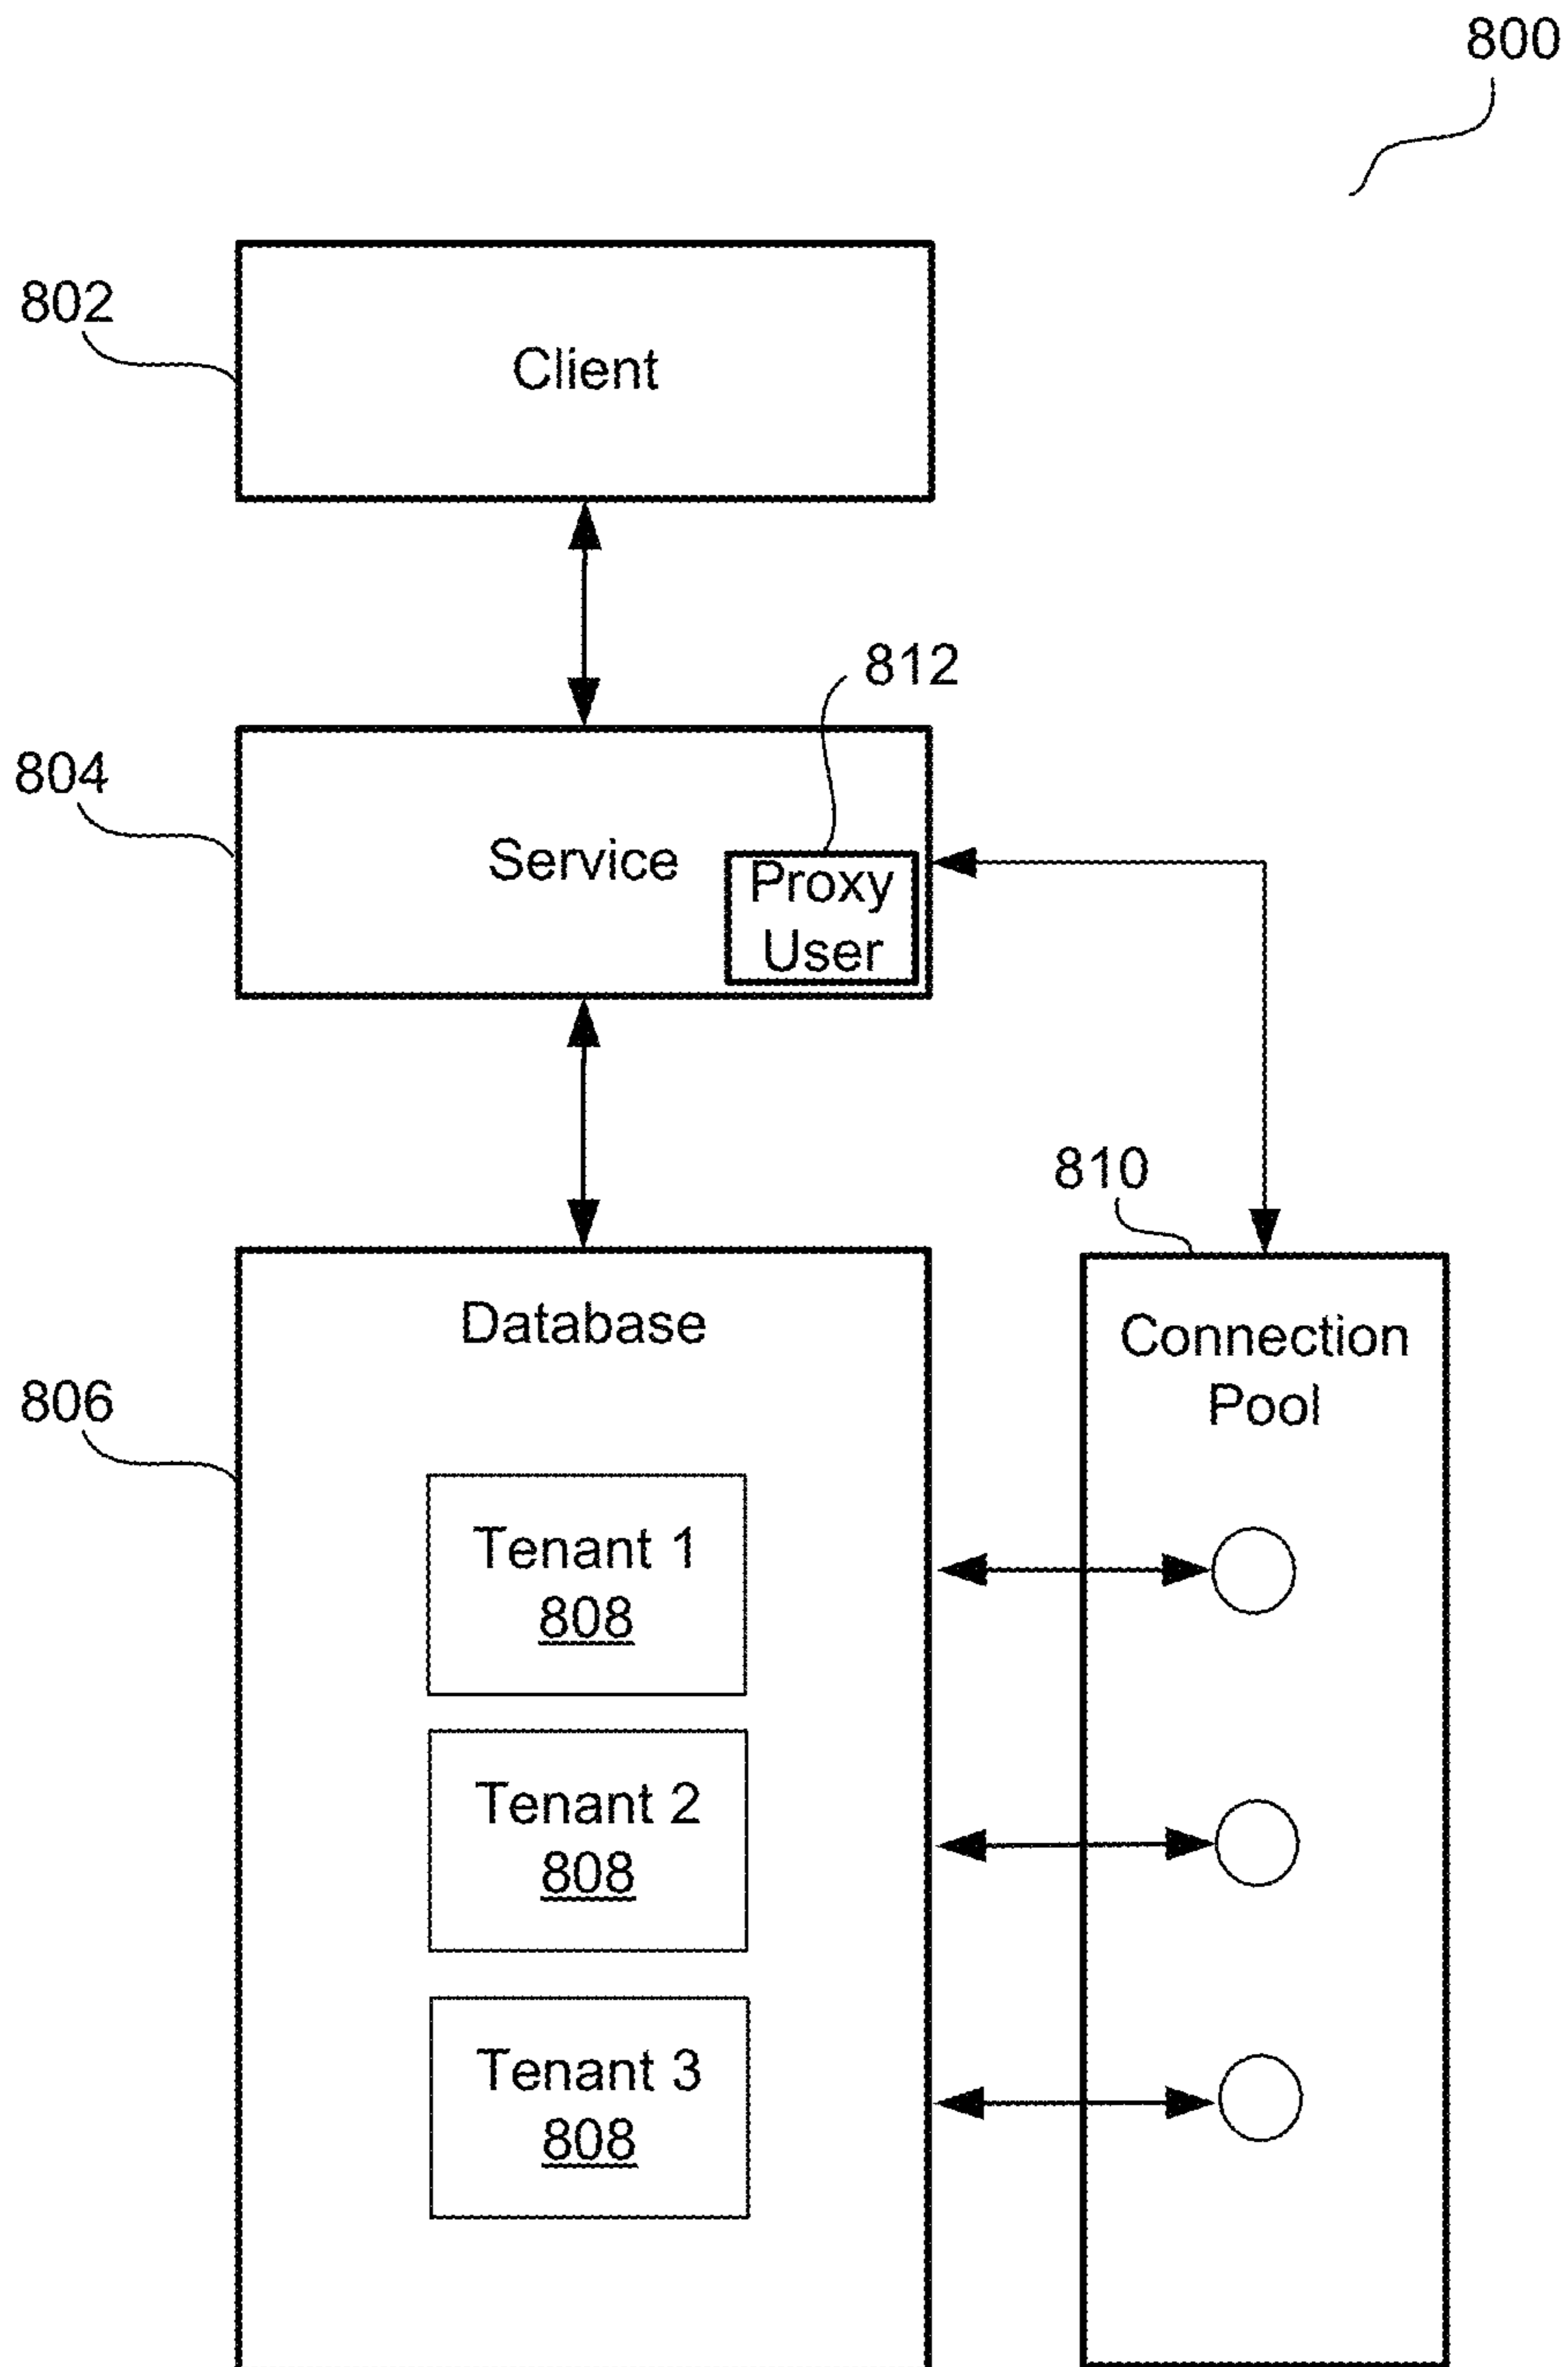 800
802
Client
812
804
Service
Proxy
User
810
Database
Connection
Pool
806
Tenant 1
808
Tenant 2
808
Tenant 3
808